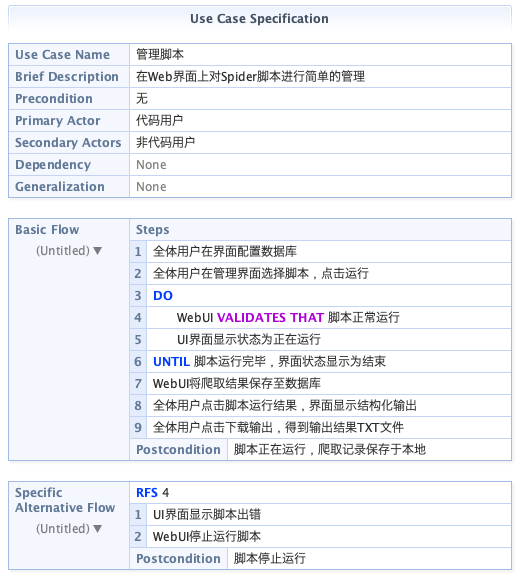 Use Case Specification
Use Case Name 管理脚本
Brief Description 在Web界面上对Spider脚本进行简单的管理
Precondition 无
Primary Actor 代码用户
Secondary Actors 非代码用户
Dependency None
Generalization None
Basic Flow Steps
(Untitled) ▼
1 全体用户在界面配置数据库
2 全体用户在管理界面选择脚本，点击运行
3 DO
4 WebUI VALIDATES THAT 脚本正常运行
5 UI界面显示状态为正在运行
6 UNTIL 脚本运行完毕，界面状态显示为结束
7 WebUI将爬取结果保存至数据库
8 全体用户点击脚本运行结果，界面显示结构化输出
9 全体用户点击下载输出，得到输出结果TXT文件
Postcondition 脚本正在运行，爬取记录保存于本地
Specific
Alternative Flow
(Untitled) ▼
RFS 4
1 UI界面显示脚本出错
2 WebUI停止运行脚本
Postcondition 脚本停止运行